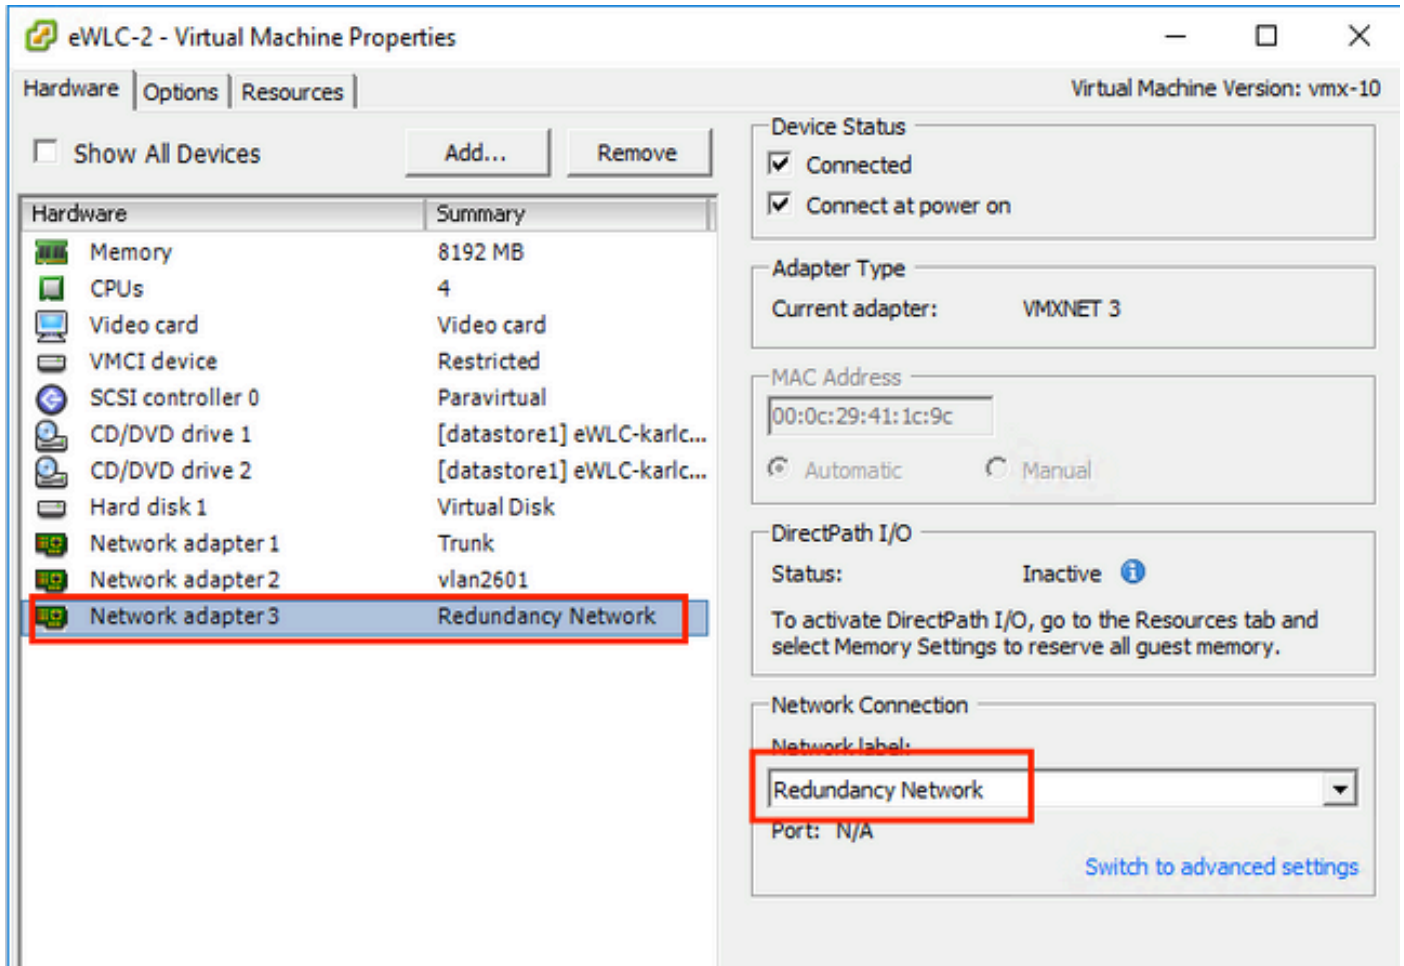 eWLC-2 - Virtual Machine Properties
Hardware Options Resources
Virtual Machine Version: vmx-10
Show All Devices
Add...
Remove
Hardware Summary
Memory 8192 MB
CPUs 4
Video card Video card
VMCI device Restricted
SCSI controller 0 Paravirtual
CD/DVD drive 1 [datastore1] eWLC-karlc...
CD/DVD drive 2 [datastore1] eWLC-karlc...
Hard disk 1 Virtual Disk
Network adapter 1 Trunk
Network adapter 2 vlan2601
Network adapter 3 Redundancy Network
Device Status
Connected
Connect at power on
Adapter Type
Current adapter: VMXNET 3
MAC Address
00:0c:29:41:1c:9c
Automatic Manual
DirectPath I/O
Status: Inactive
To activate DirectPath I/O, go to the Resources tab and
select Memory Settings to reserve all guest memory.
Network Connection
Network label:
Redundancy Network
Port: N/A
Switch to advanced settings